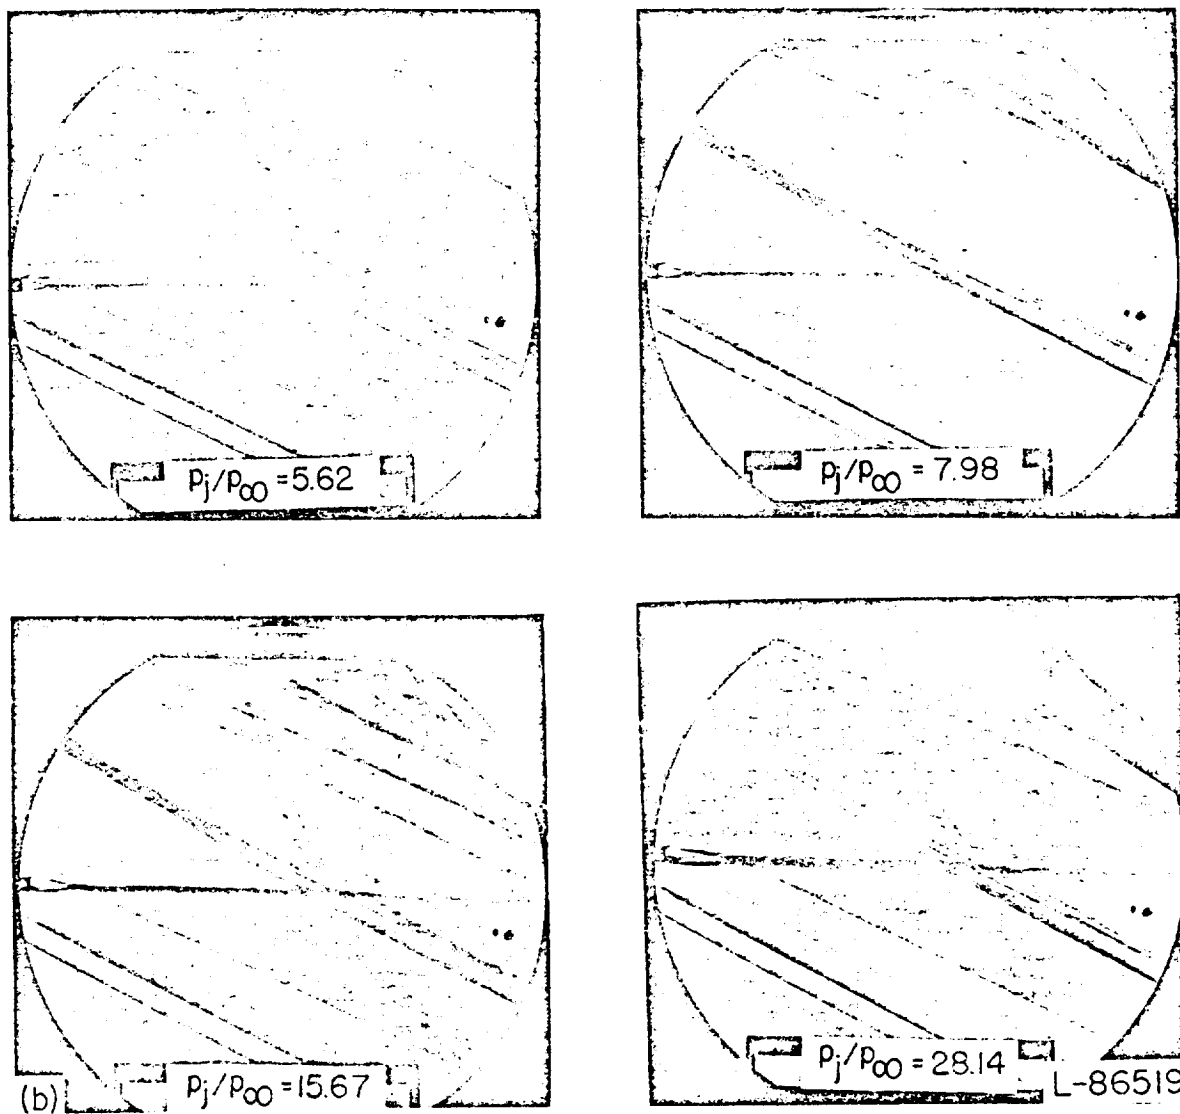 pj/p∞ = 5.62
pj/p∞ = 7.98
(b)
pj/p∞ = 15.67
pj/p∞ = 28.14
L-86519